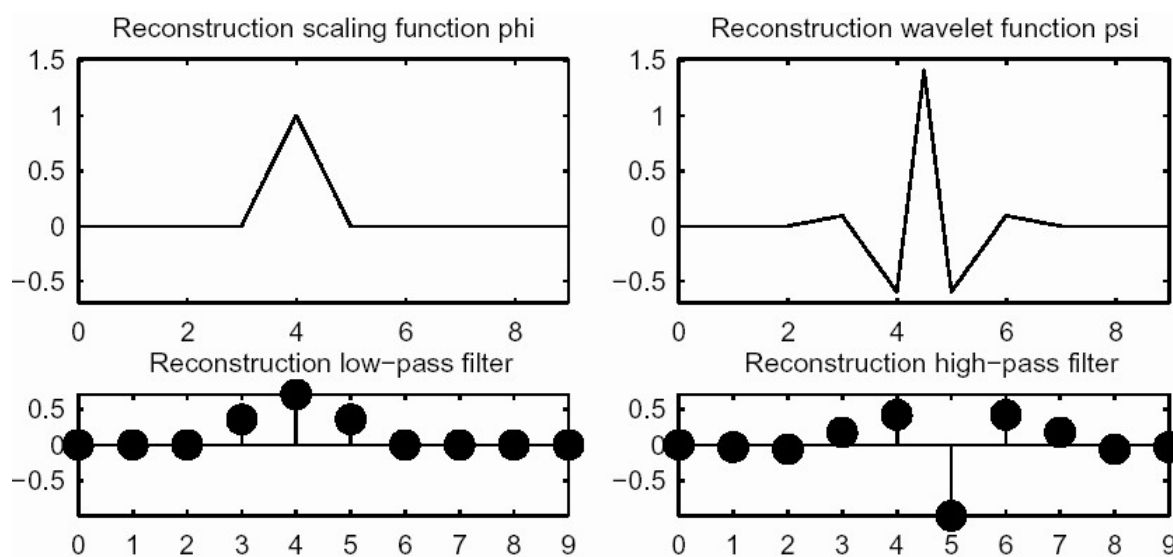 Reconstruction scaling function phi
1.5
1
0.5
0
−0.5
0 2 4 6 8
Reconstruction wavelet function psi
1.5
1
0.5
0
−0.5
0 2 4 6 8
Reconstruction low−pass filter
0.5
0
−0.5
0 1 2 3 4 5 6 7 8 9
Reconstruction high−pass filter
0.5
0
−0.5
0 1 2 3 4 5 6 7 8 9